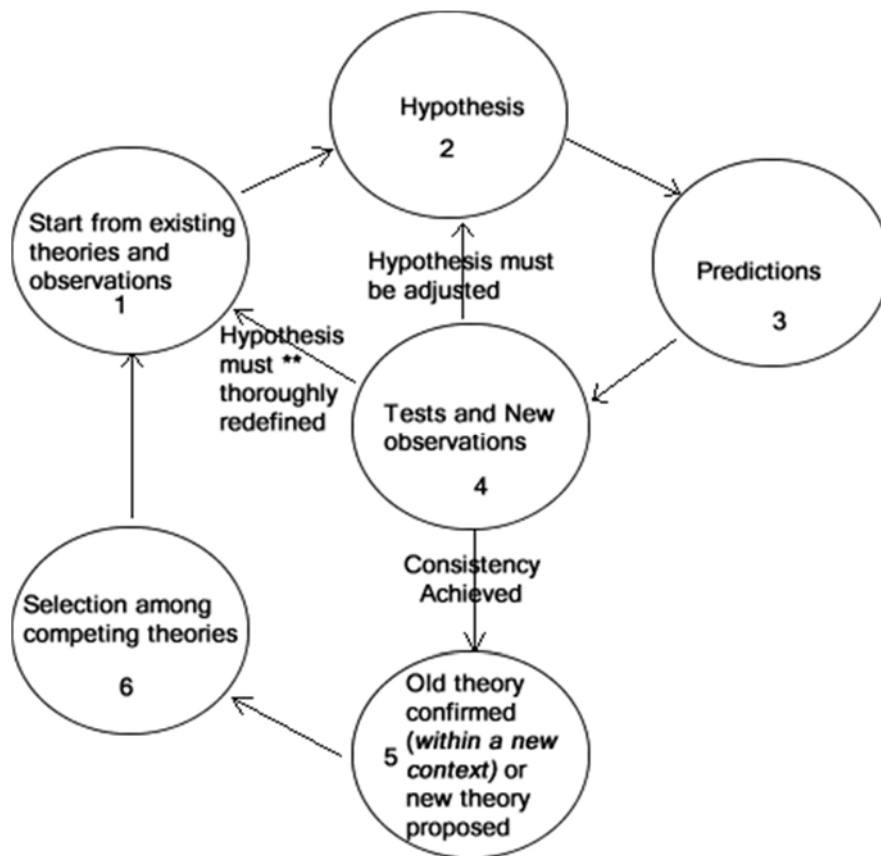 Hypothesis
2
Start from existing
theories and
observations
1
Hypothesis must
be adjusted
Predictions
3
Hypothesis
must **
thoroughly
redefined
Tests and New
observations
4
Consistency
Achieved
Selection among
competing theories
6
Old theory
confirmed
5 (within a new
context) or
new theory
proposed